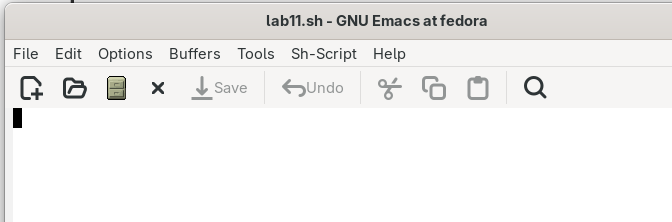 lab11.sh - GNU Emacs at fedora
File Edit Options Buffers Tools Sh-Script Help
Save Undo